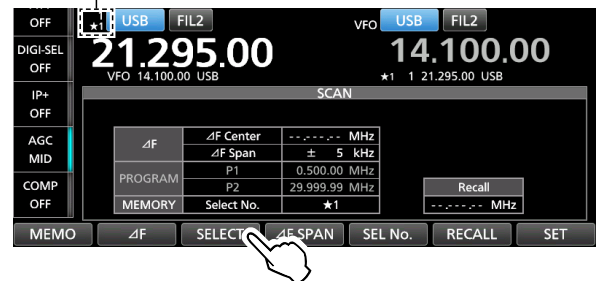 OFF ★1 USB FIL2 VFO USB FIL2
DIGI-SEL
OFF
21.295.00 14.100.00
VFO 14.100.00 USB ★1 1 21.295.00 USB
IP+
OFF
SCAN
AGC
MID
⊿F ⊿F Center --.---.-- MHz
⊿F Span ± 5 kHz
PROGRAM P1 0.500.00 MHz
P2 29.999.99 MHz
MEMORY Select No. ★1
Recall
--.---.-- MHz
COMP
OFF
MEMO ⊿F SELECT ⊿F SPAN SEL No. RECALL SET